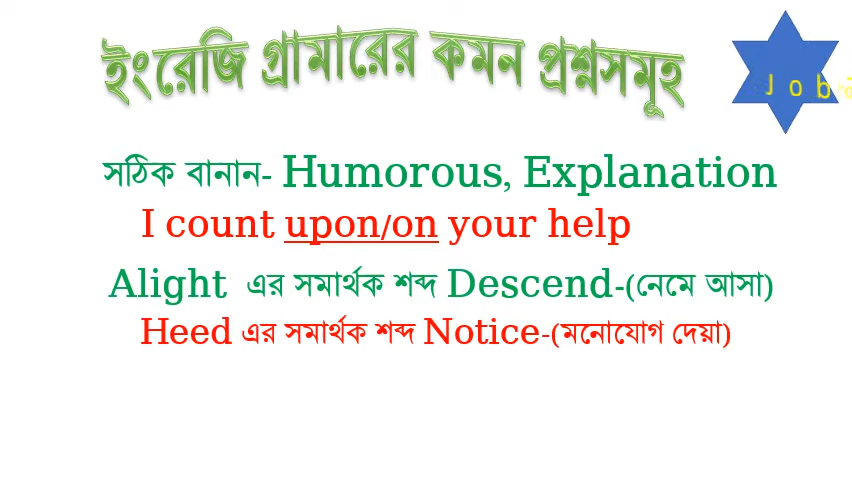 ইংরেজি গ্রামারের কমন প্রশ্নসমূহ
Job
সঠিক বানান- Humorous, Explanation
I count upon/on your help
Alight এর সমার্থক শব্দ Descend-(নেমে আসা)
Heed এর সমার্থক শব্দ Notice-(মনোযোগ দেয়া)